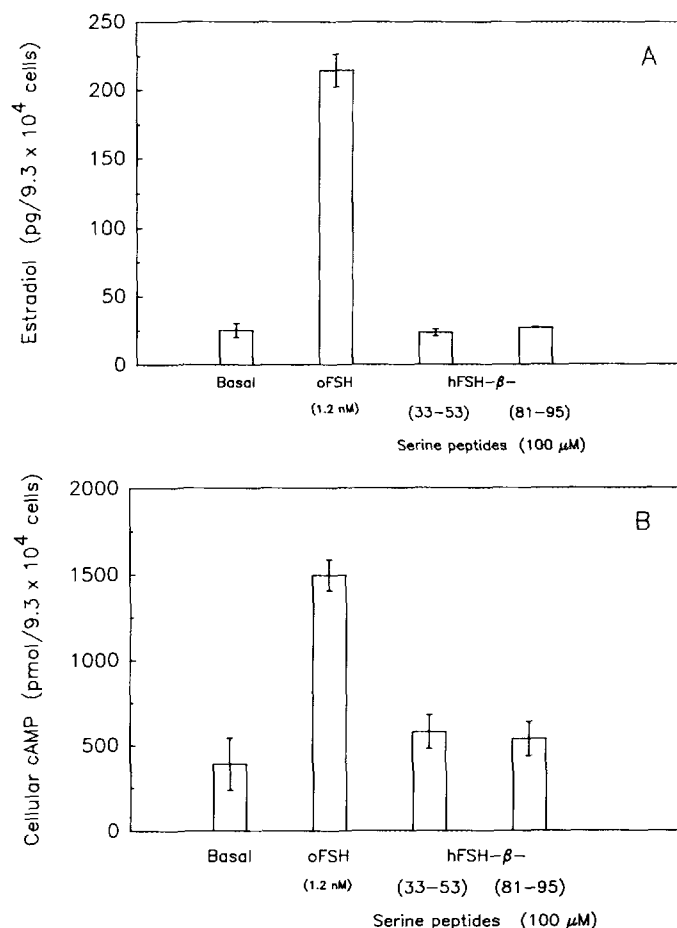 A
Estradiol (pg/9.3 x 10⁴ cells)
250
200
150
100
50
0
Basal
oFSH
hFSH-β-
(1.2 nM)
(33-53)
(81-95)
Serine peptides (100 μM)
B
Cellular cAMP (pmol/9.3 x 10⁴ cells)
2000
1500
1000
500
0
Basal
oFSH
hFSH-β-
(1.2 nM)
(33-53)
(81-95)
Serine peptides (100 μM)